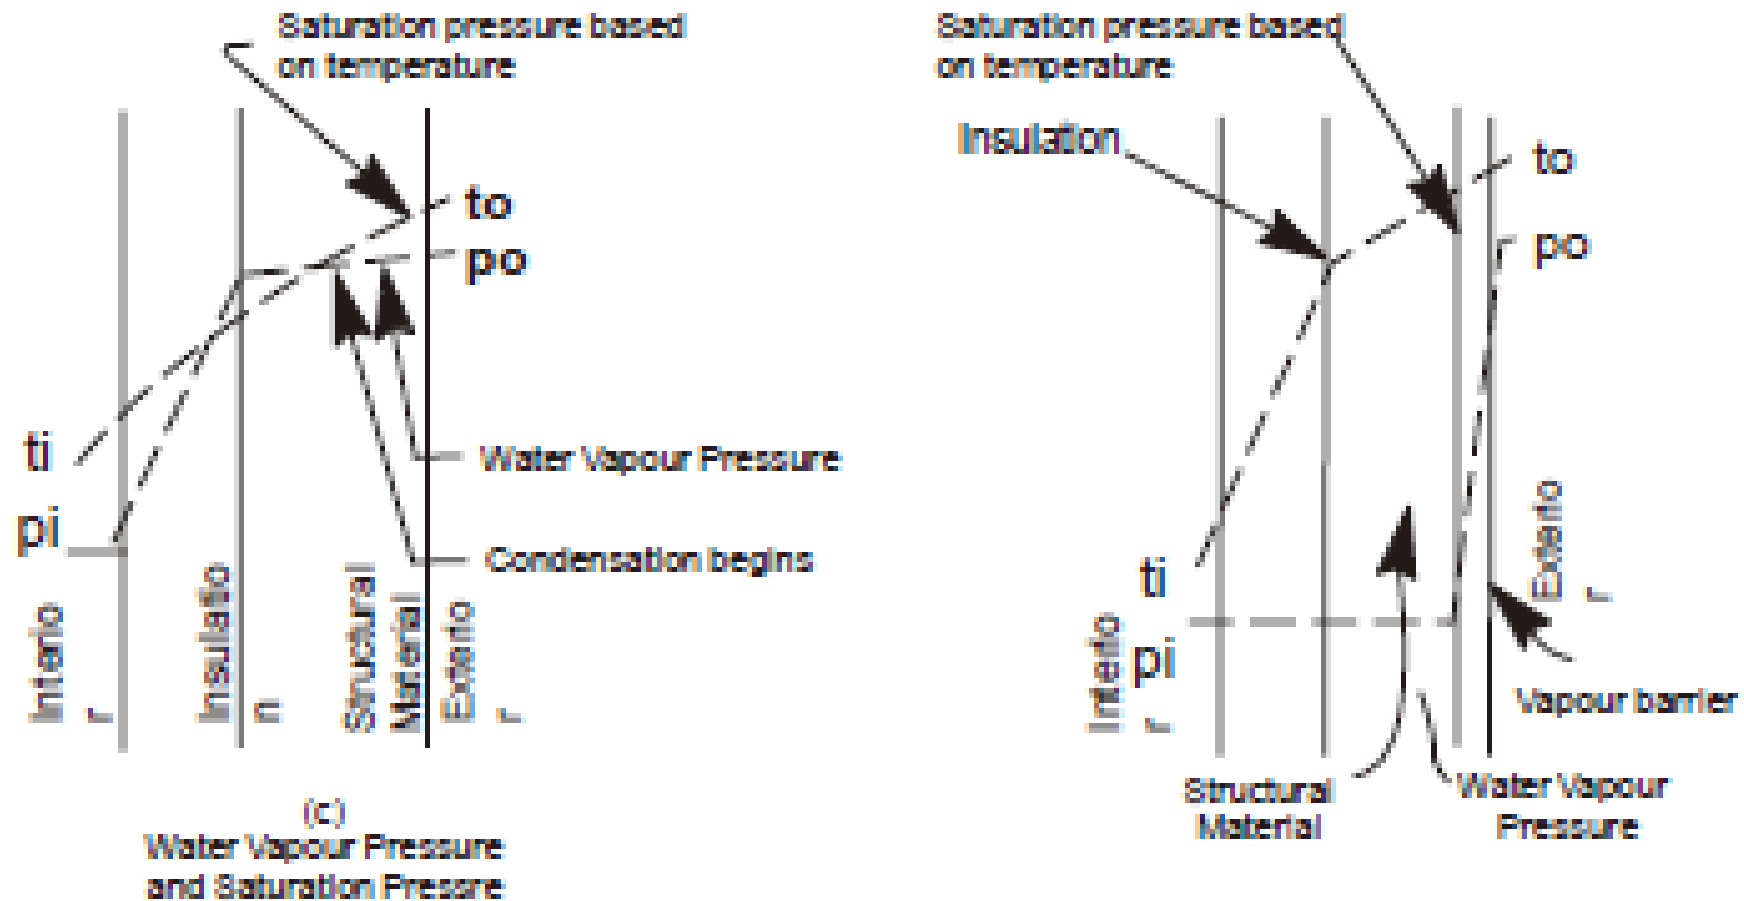 Saturation pressure based
on temperature
to
po
ti
pi
Water Vapour Pressure
Condensation begins
Interio
r
Insulatio
n
Structural
Material
Exterio
r
(c)
Water Vapour Pressure
and Saturation Pressre
Saturation pressure based
on temperature
Insulation
to
po
ti
pi
Interio
r
Exterio
r
Vapour barrier
Structural
Material
Water Vapour
Pressure